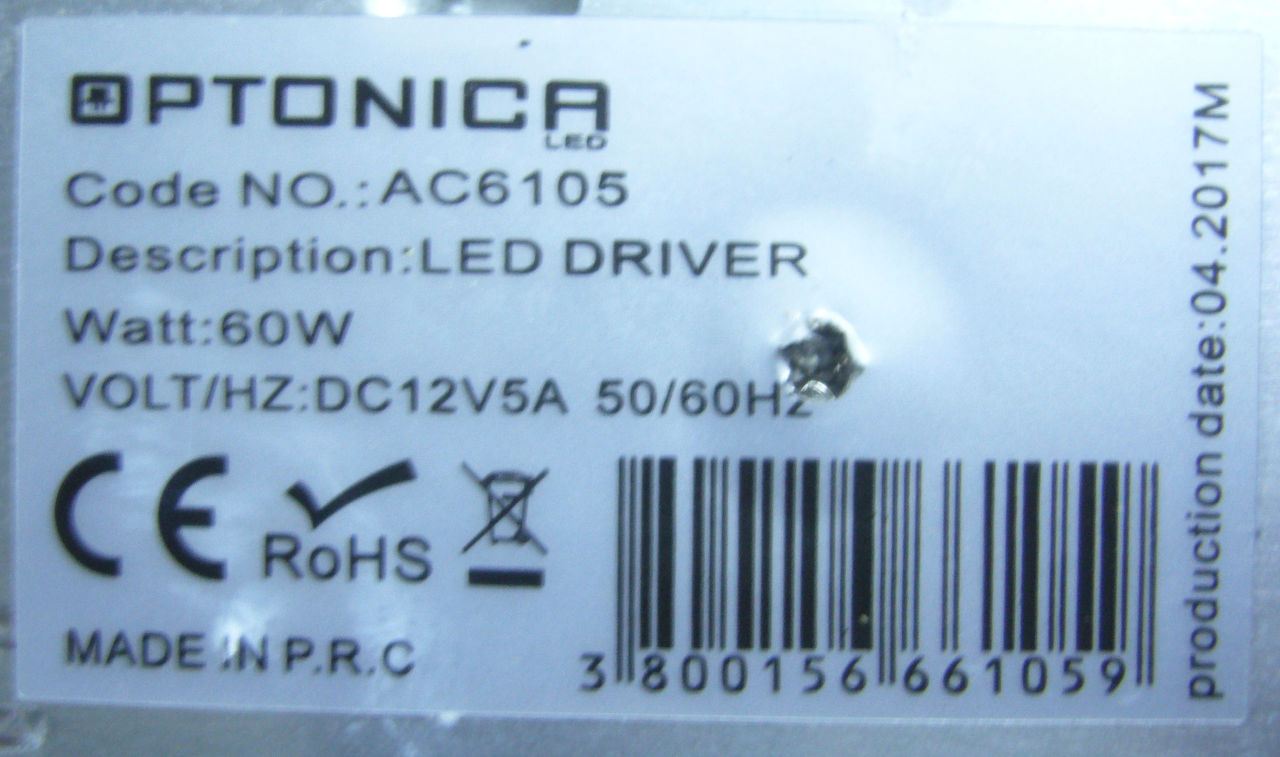 OPTONICA
LED
Code NO.:AC6105
Description:LED DRIVER
Watt:60W
VOLT/HZ:DC12V5A 50/60Hz
CE
RoHS
MADE IN P.R.C
3 800156 661059
production date:04.2017M